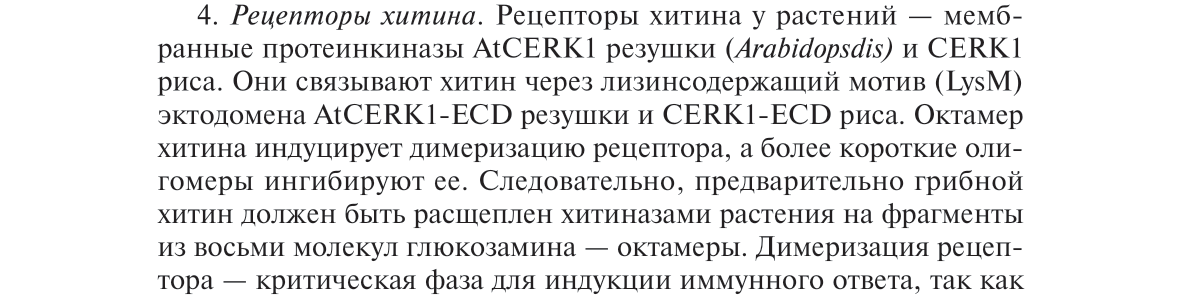 4. Рецепторы хитина. Рецепторы хитина у растений — мемб-
ранные протеинкиназы AtCERK1 резушки (Arabidopsdis) и CERK1
риса. Они связывают хитин через лизинсодержащий мотив (LysM)
эктодомена AtCERK1-ECD резушки и CERK1-ECD риса. Октамер
хитина индуцирует димеризацию рецептора, а более короткие оли-
гомеры ингибируют ее. Следовательно, предварительно грибной
хитин должен быть расщеплен хитиназами растения на фрагменты
из восьми молекул глюкозамина — октамеры. Димеризация рецеп-
тора — критическая фаза для индукции иммунного ответа, так как